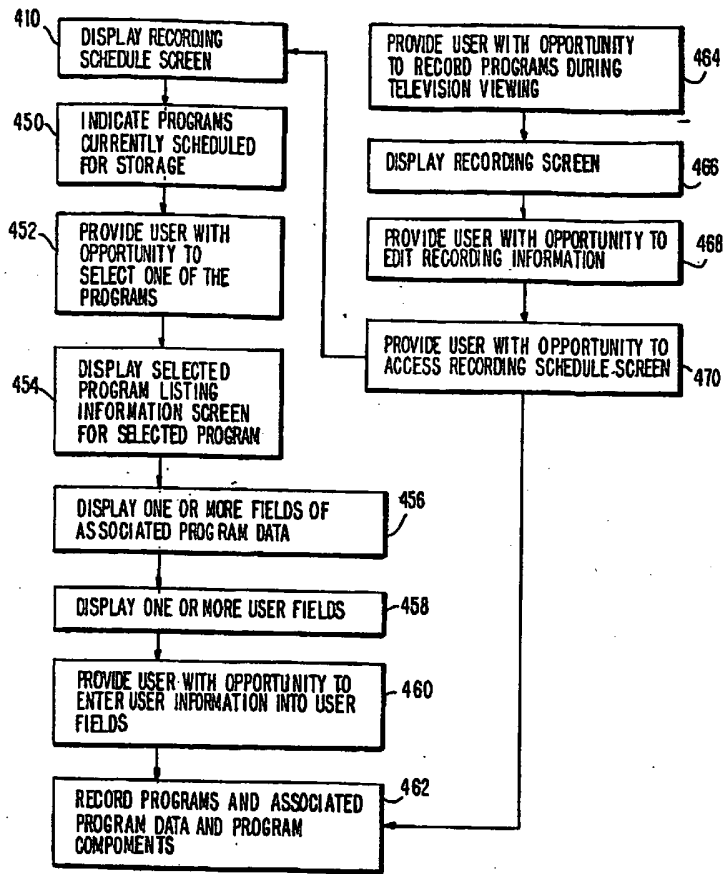 410
DISPLAY RECORDING
SCHEDULE SCREEN
450
INDICATE PROGRAMS
CURRENTLY SCHEDULED
FOR STORAGE
452
PROVIDE USER WITH
OPPORTUNITY TO
SELECT ONE OF THE
PROGRAMS
454
DISPLAY SELECTED
PROGRAM LISTING
INFORMATION SCREEN
FOR SELECTED PROGRAM
DISPLAY ONE OR MORE FIELDS OF
ASSOCIATED PROGRAM DATA
456
DISPLAY ONE OR MORE USER FIELDS
458
PROVIDE USER WITH OPPORTUNITY TO
ENTER USER INFORMATION INTO USER
FIELDS
460
RECORD PROGRAMS AND ASSOCIATED
PROGRAM DATA AND PROGRAM
COMPONENTS
462
PROVIDE USER WITH OPPORTUNITY
TO RECORD PROGRAMS DURING
TELEVISION VIEWING
464
DISPLAY RECORDING SCREEN
466
PROVIDE USER WITH OPPORTUNITY TO
EDIT RECORDING INFORMATION
468
PROVIDE USER WITH OPPORTUNITY TO
ACCESS RECORDING SCHEDULE-SCREEN
470